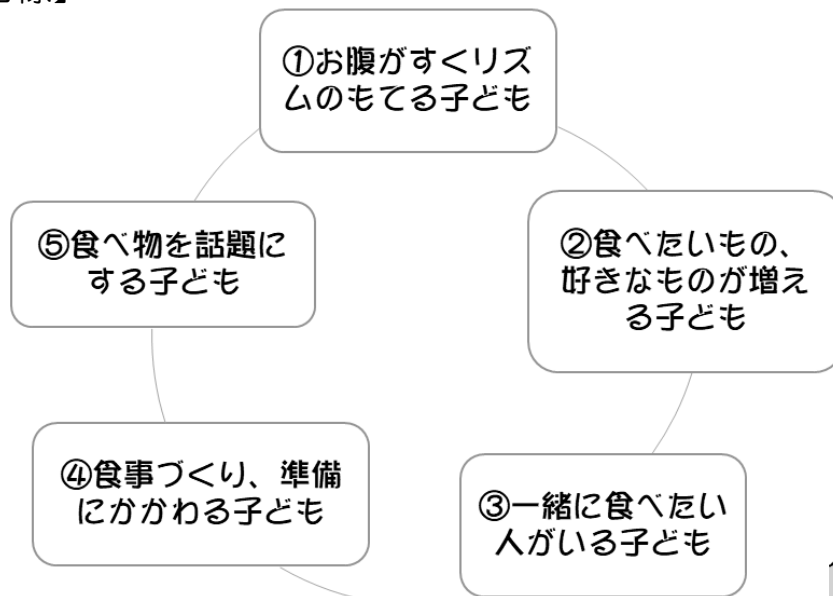 ①お腹がすくリズ
ムのもてる子ども
②食べたいもの、
好きなものが増え
る子ども
③一緒に食べたい
人がいる子ども
④食事づくり、準備
にかかわる子ども
⑤食べ物を話題に
する子ども